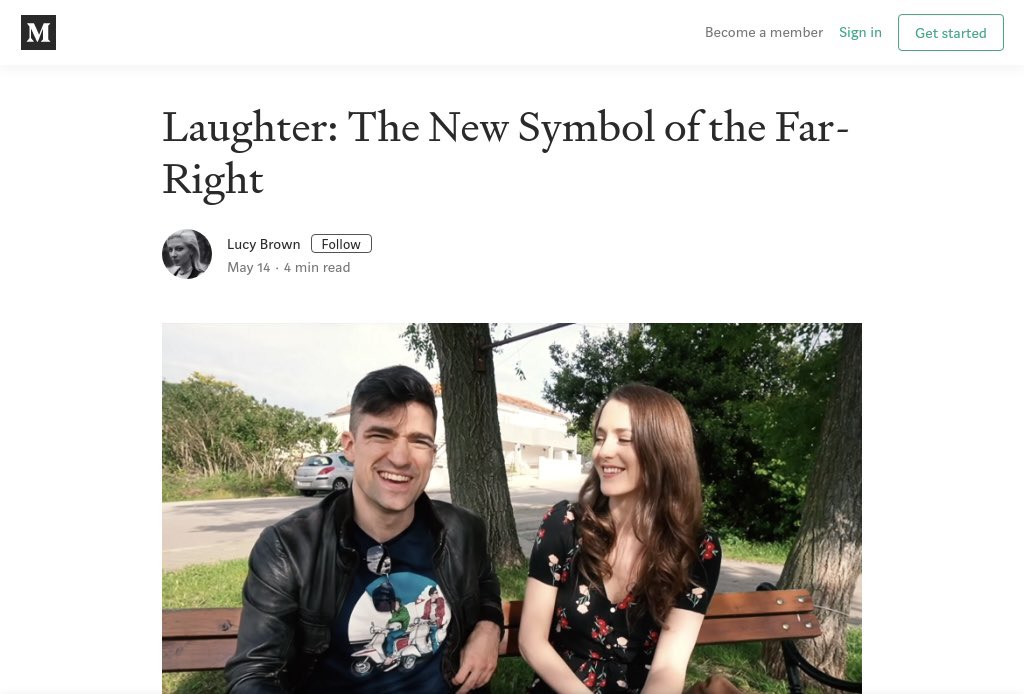 M
Become a member
Sign in
Get started
Laughter: The New Symbol of the Far-
Right
Lucy Brown
Follow
May 14 · 4 min read